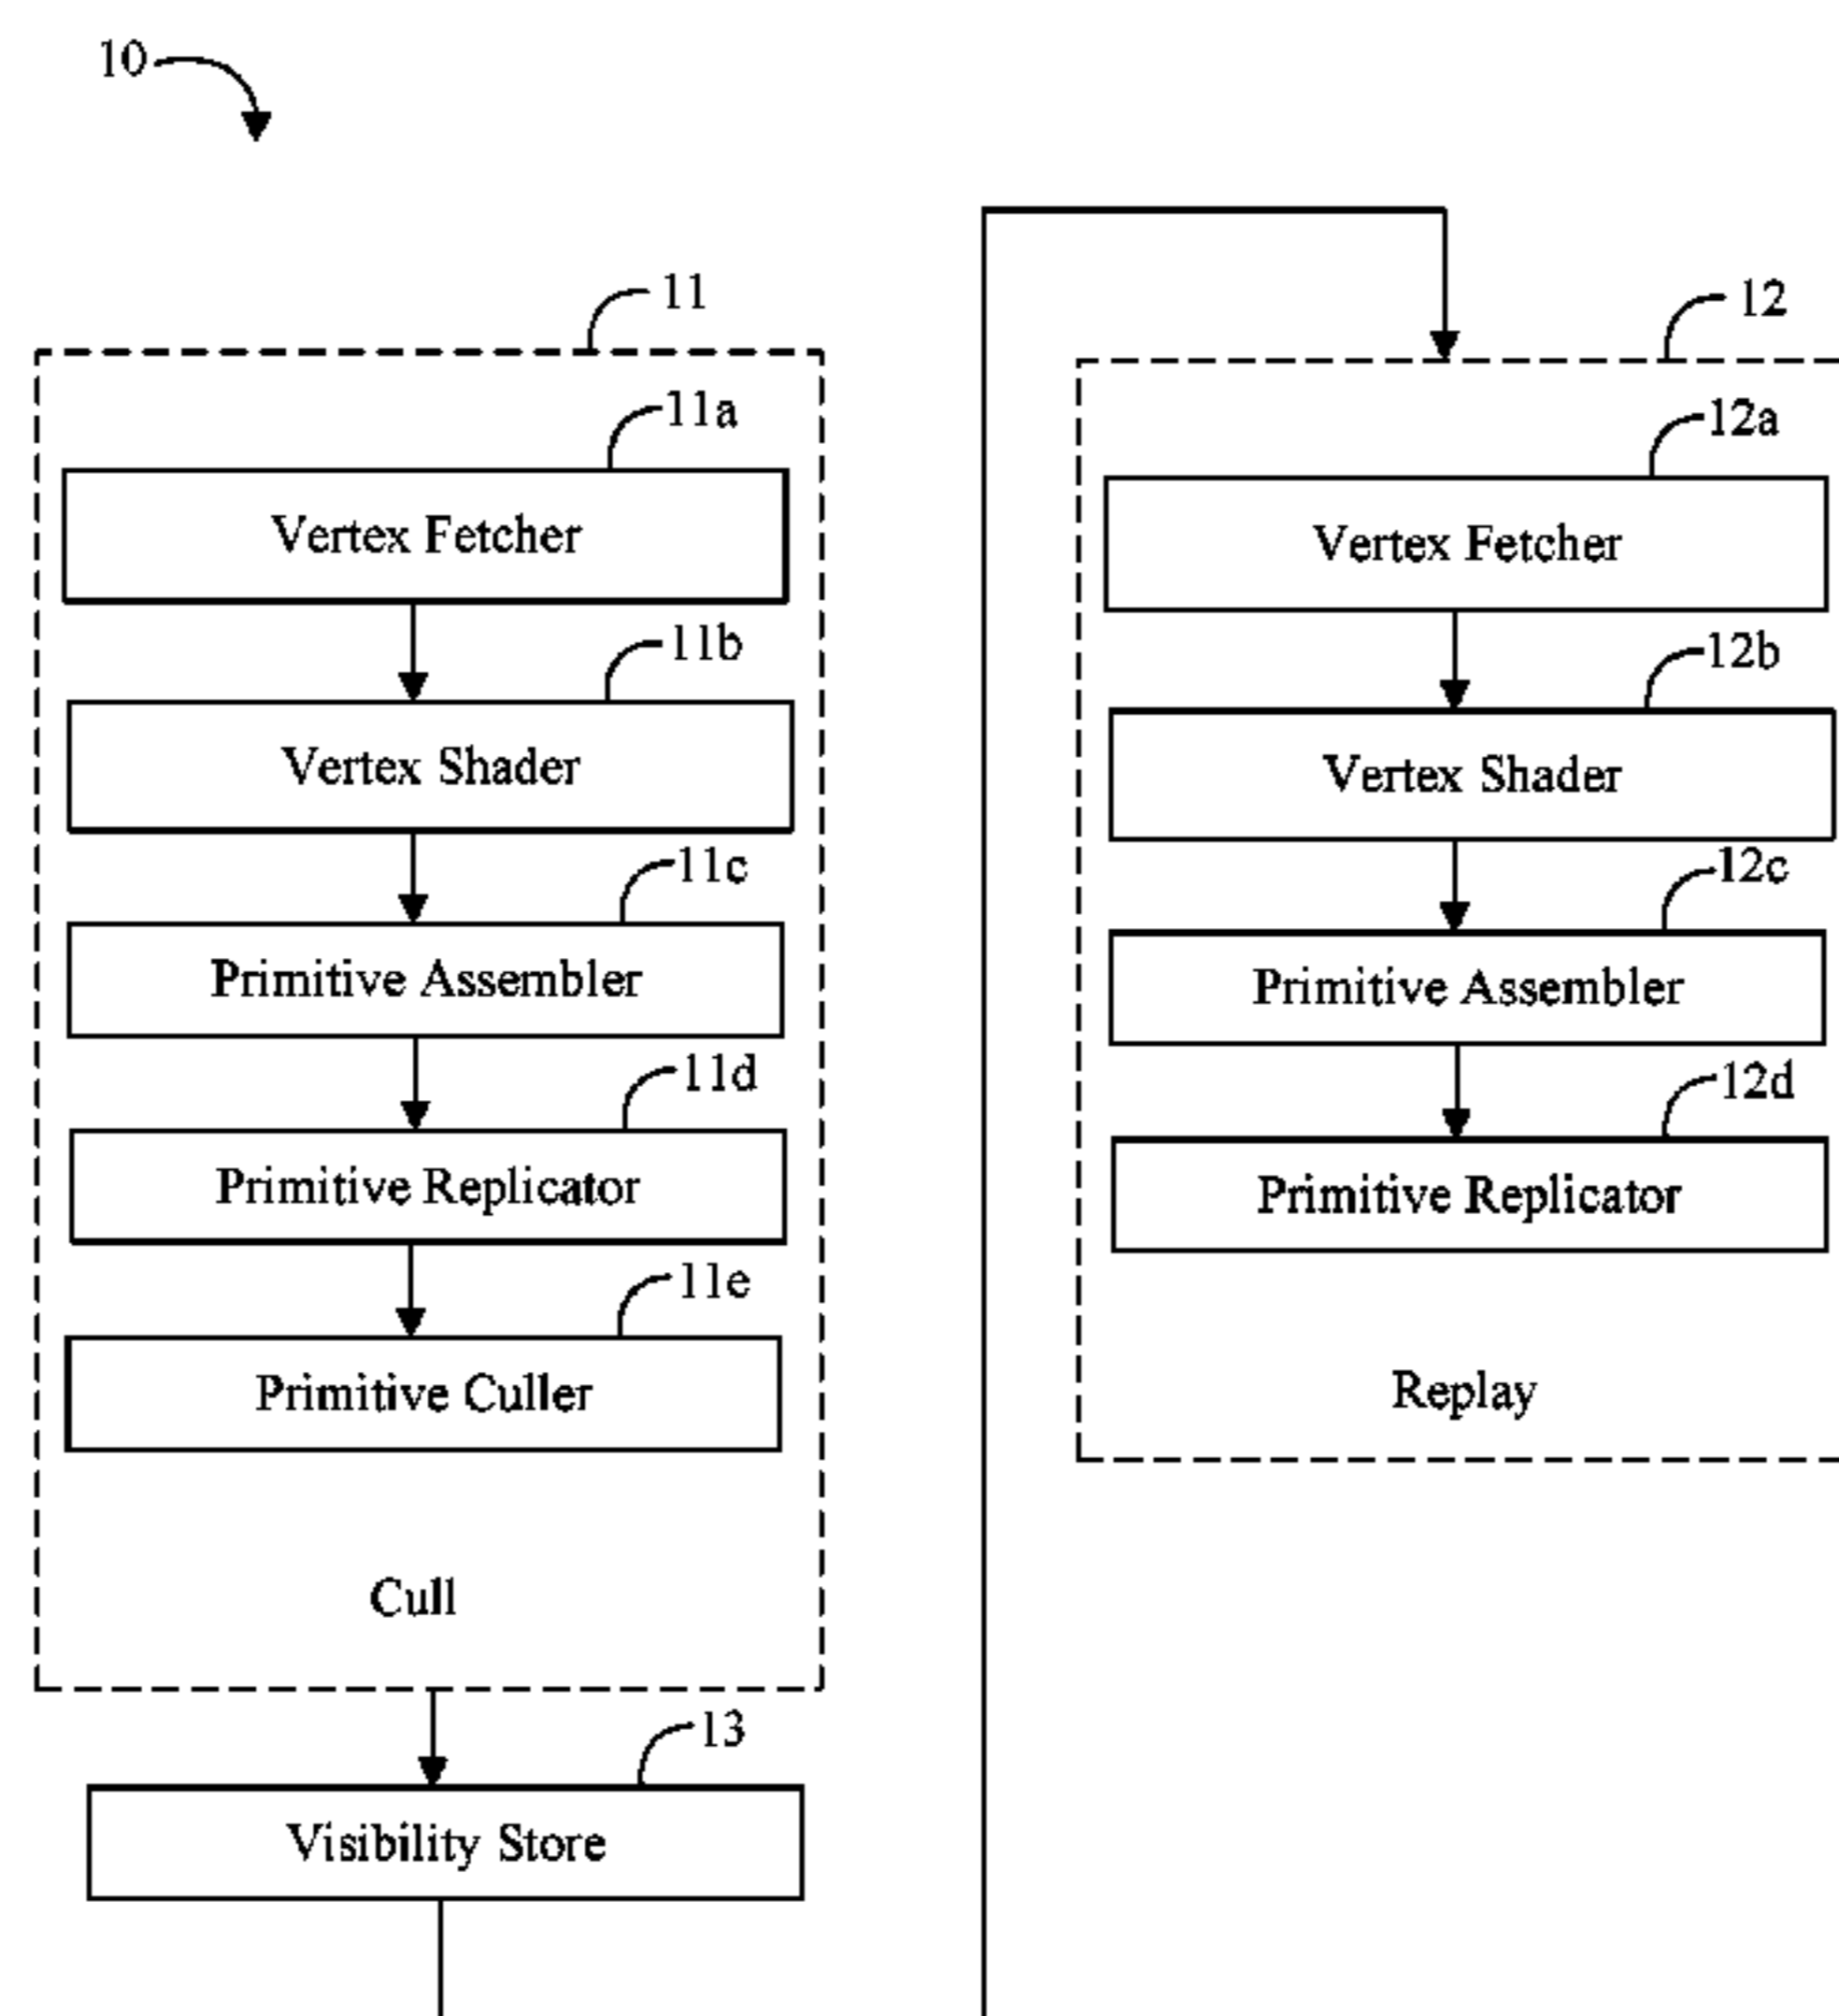 10
11
11a
Vertex Fetcher
11b
Vertex Shader
11c
Primitive Assembler
11d
Primitive Replicator
11e
Primitive Culler
Cull
13
Visibility Store
12
12a
Vertex Fetcher
12b
Vertex Shader
12c
Primitive Assembler
12d
Primitive Replicator
Replay